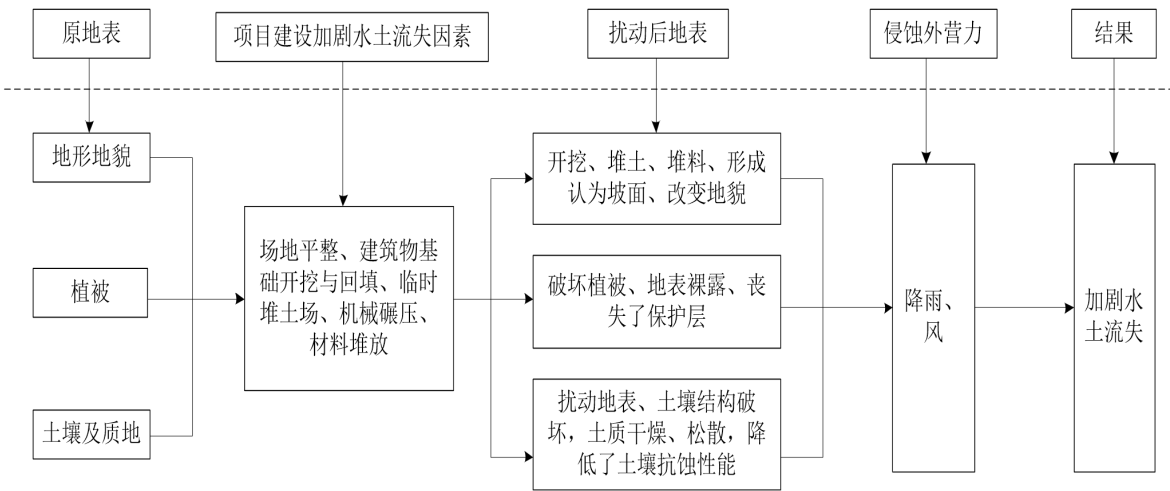 原地表
项目建设加剧水土流失因素
扰动后地表
侵蚀外营力
结果
地形地貌
植被
土壤及质地
场地平整、建筑物基
础开挖与回填、临时
堆土场、机械碾压、
材料堆放
开挖、堆土、堆料、形成
认为坡面、改变地貌
破坏植被、地表裸露、丧
失了保护层
扰动地表、土壤结构破
坏，土质干燥、松散，降
低了土壤抗蚀性能
降雨、
风
加剧水
土流失